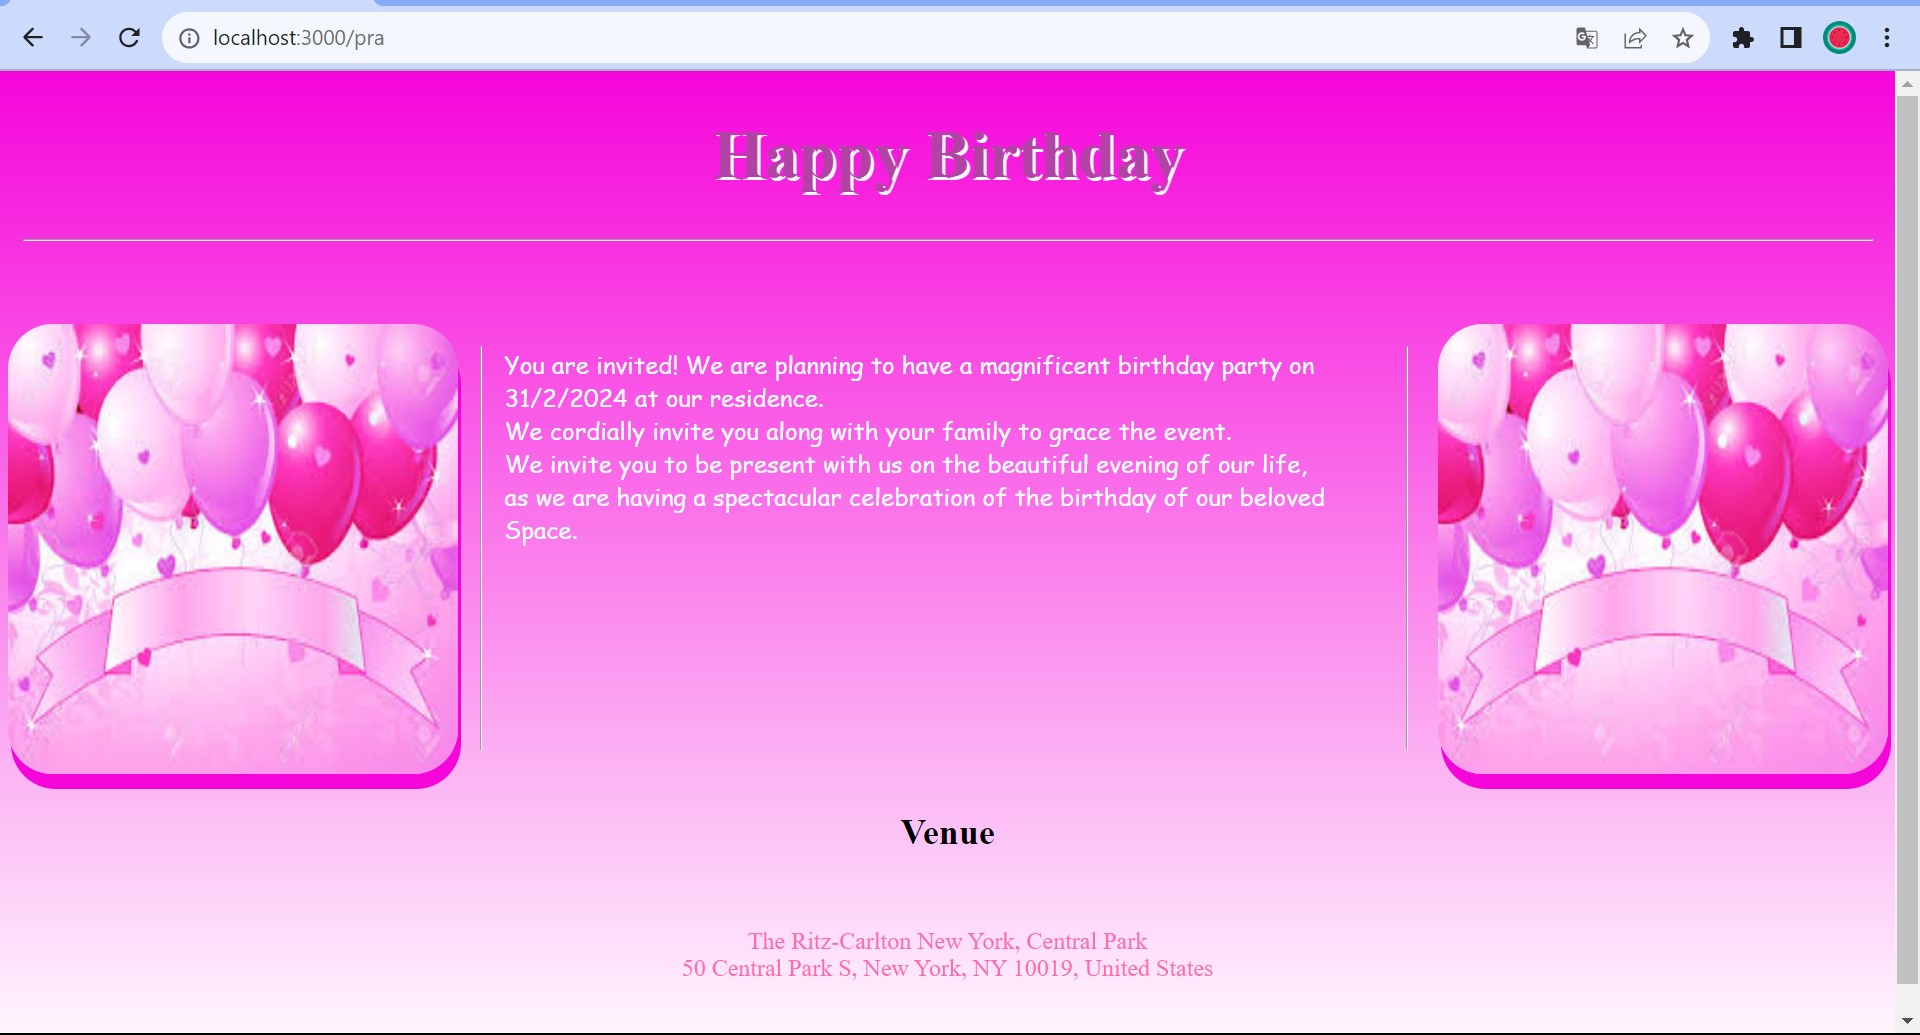 localhost:3000/pra
Happy Birthday
You are invited! We are planning to have a magnificent birthday party on
31/2/2024 at our residence.
We cordially invite you along with your family to grace the event.
We invite you to be present with us on the beautiful evening of our life,
as we are having a spectacular celebration of the birthday of our beloved
Space.
Venue
The Ritz-Carlton New York, Central Park
50 Central Park S, New York, NY 10019, United States